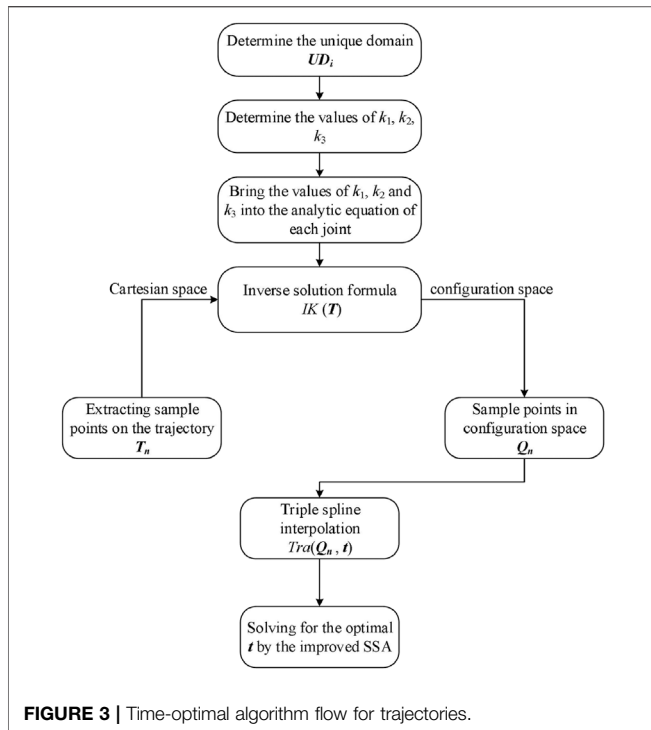 Determine the unique domain
UDᵢ
Determine the values of k₁, k₂,
k₃
Bring the values of k₁, k₂ and
k₃ into the analytic equation of
each joint
Cartesian space
Inverse solution formula
IK (T)
configuration space
Extracting sample
points on the trajectory
Tₙ
Sample points in
configuration space
Qₙ
Triple spline
interpolation
Tra(Qₙ, t)
Solving for the optimal
t by the improved SSA
FIGURE 3 | Time-optimal algorithm flow for trajectories.